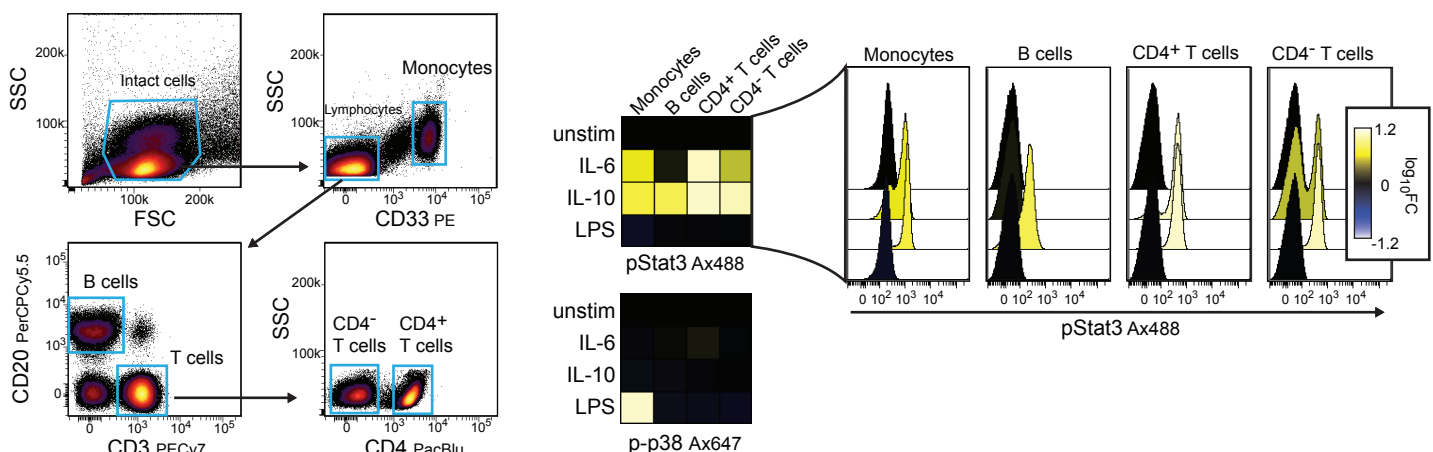 SSC
200k
100k
Intact cells
100k
200k
FSC
SSC
200k
100k
Lymphocytes
Monocytes
0
10³
10⁴
10⁵
CD33 PE
CD20 PerCPCy5.5
10⁵
10⁴
10³
0
B cells
T cells
0
10³
10⁴
10⁵
CD3 PECy7
SSC
200k
100k
CD4⁻
T cells
CD4⁺
T cells
0
10³
10⁴
10⁵
CD4 PacBlu
Monocytes
B cells
CD4⁺ T cells
CD4⁻ T cells
unstim
IL-6
IL-10
LPS
pStat3 Ax488
unstim
IL-6
IL-10
LPS
p-p38 Ax647
Monocytes
B cells
CD4⁺ T cells
CD4⁻ T cells
0 10² 10³ 10⁴
0 10² 10³ 10⁴
0 10² 10³ 10⁴
0 10² 10³ 10⁴
pStat3 Ax488
1.2
0
-1.2
log₁₀FC